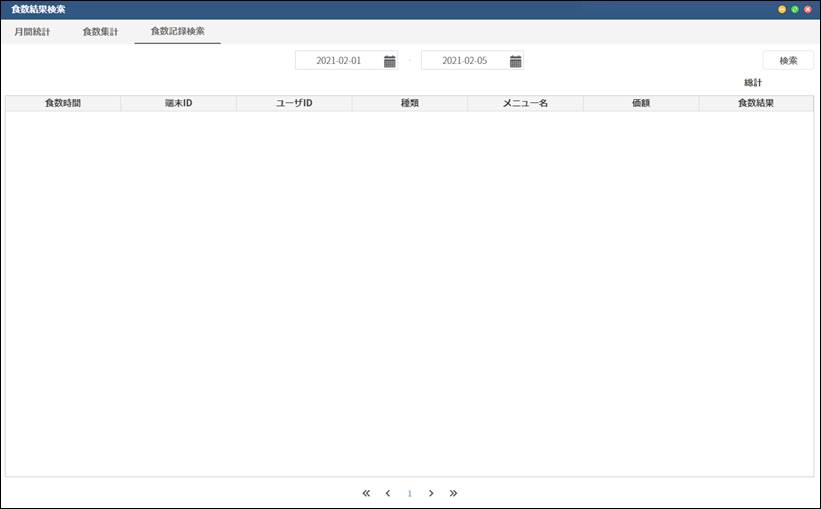 食数結果検索
月間統計 食数集計 食数記録検索
2021-02-01 - 2021-02-05 検索
総計
食数時間 端末ID ユーザID 種類 メニュー名 価額 食数結果
1